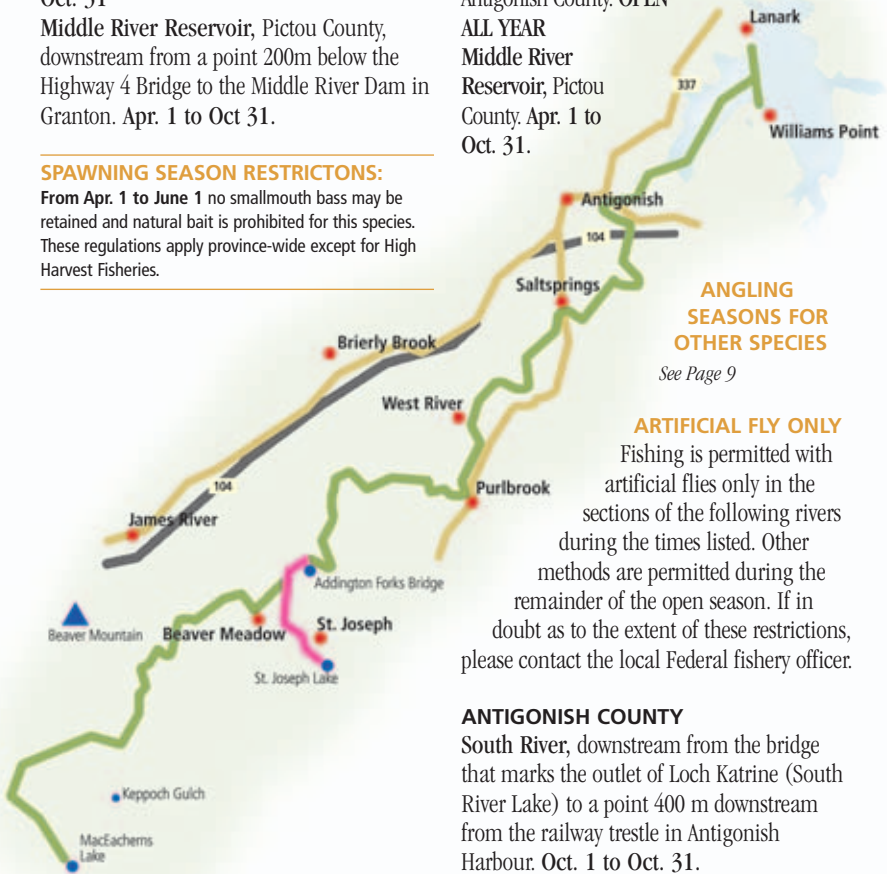 Oct. 31
Middle River Reservoir, Pictou County,
downstream from a point 200m below the
Highway 4 Bridge to the Middle River Dam in
Granton. Apr. 1 to Oct 31.
SPAWNING SEASON RESTRICTONS:
From Apr. 1 to June 1 no smallmouth bass may be
retained and natural bait is prohibited for this species.
These regulations apply province-wide except for High
Harvest Fisheries.
Antigonish County. OPEN
ALL YEAR
Middle River
Reservoir, Pictou
County. Apr. 1 to
Oct. 31.
Lanark
337
Williams Point
Antigonish
104
Saltsprings
Brierly Brook
West River
104
Purlbrook
James River
Addington Forks Bridge
Beaver Mountain
Beaver Meadow
St. Joseph
St. Joseph Lake
Keppoch Gulch
MacEacherns
Lake
ANGLING
SEASONS FOR
OTHER SPECIES
See Page 9
ARTIFICIAL FLY ONLY
Fishing is permitted with
artificial flies only in the
sections of the following rivers
during the times listed. Other
methods are permitted during the
remainder of the open season. If in
doubt as to the extent of these restrictions,
please contact the local Federal fishery officer.
ANTIGONISH COUNTY
South River, downstream from the bridge
that marks the outlet of Loch Katrine (South
River Lake) to a point 400 m downstream
from the railway trestle in Antigonish
Harbour. Oct. 1 to Oct. 31.